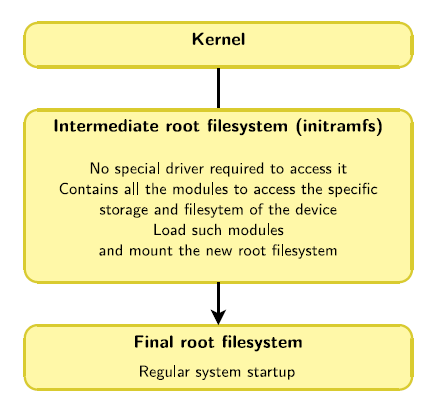 Kernel
Intermediate root filesystem (initramfs)
No special driver required to access it
Contains all the modules to access the specific
storage and filesytem of the device
Load such modules
and mount the new root filesystem
Final root filesystem
Regular system startup